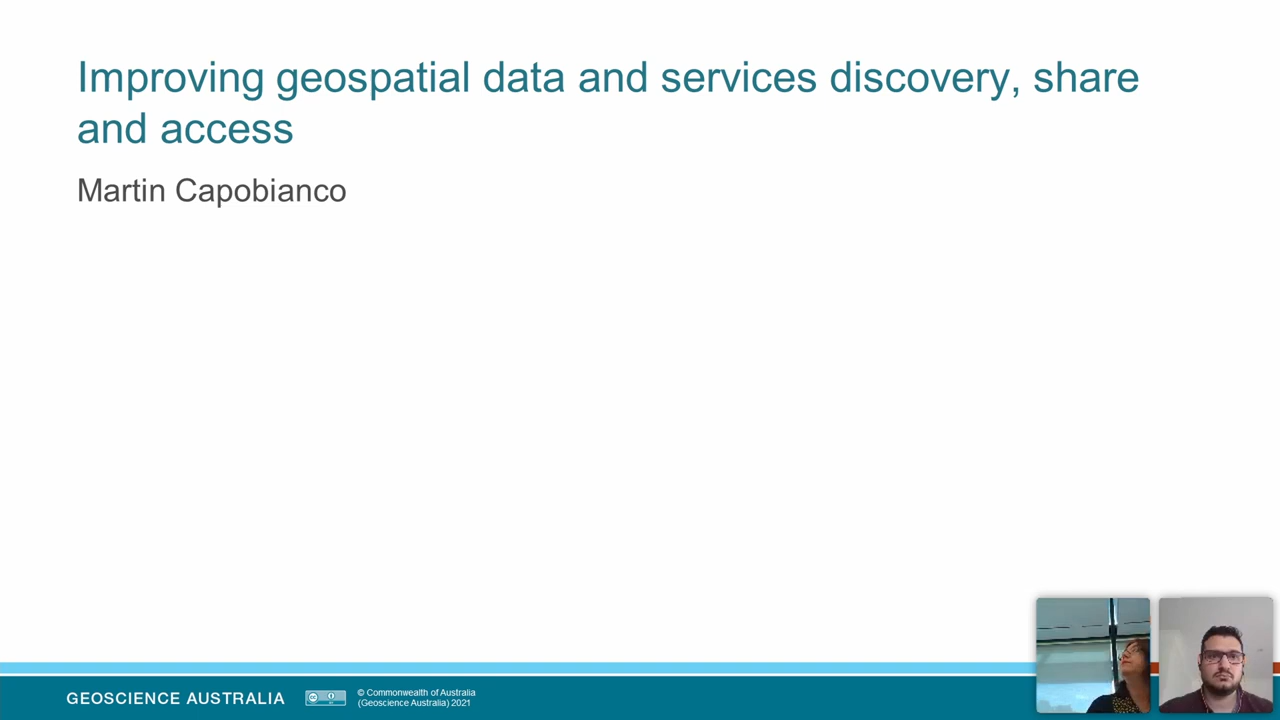 Improving geospatial data and services discovery, share
and access
Martin Capobianco
GEOSCIENCE AUSTRALIA
© Commonwealth of Australia
(Geoscience Australia) 2021